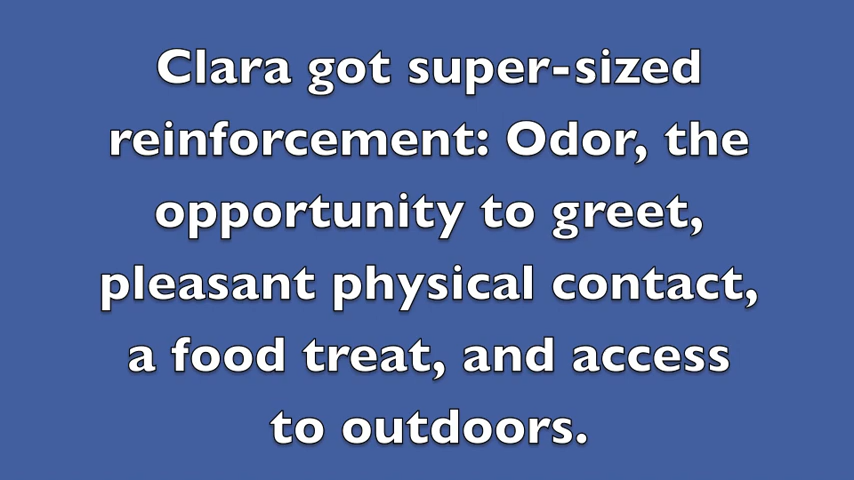 Clara got super-sized
reinforcement: Odor, the
opportunity to greet,
pleasant physical contact,
a food treat, and access
to outdoors.